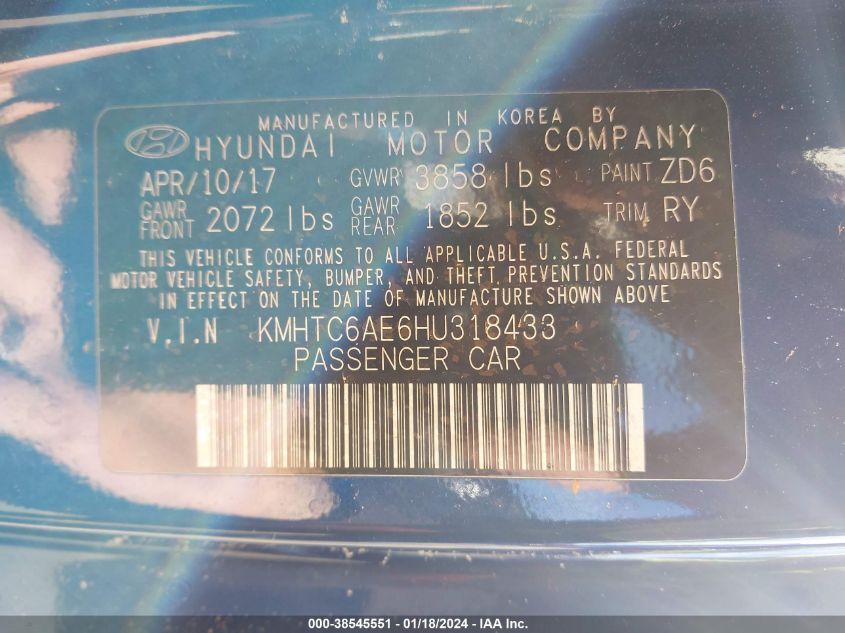 MANUFACTURED IN KOREA BY
HYUNDAI MOTOR COMPANY
APR/10/17 GVWR 3858 lbs PAINT ZD6
GAWR FRONT 2072 lbs GAWR REAR 1852 lbs TRIM RY
THIS VEHICLE CONFORMS TO ALL APPLICABLE U.S.A. FEDERAL
MOTOR VEHICLE SAFETY, BUMPER, AND THEFT PREVENTION STANDARDS
IN EFFECT ON THE DATE OF MANUFACTURE SHOWN ABOVE
V.I.N KMHTC6AE6HU318433
PASSENGER CAR
000-38545551 / 01/18/2024 - IAA Inc.